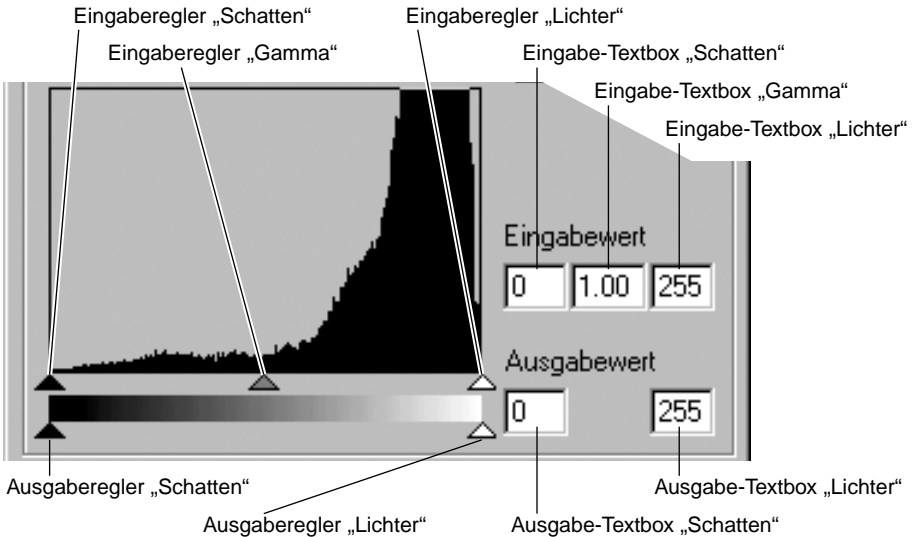 Eingaberegler „Schatten“
Eingaberegler „Lichter“
Eingaberegler „Gamma“
Eingabe-Textbox „Schatten“
Eingabe-Textbox „Gamma“
Eingabe-Textbox „Lichter“
Eingabewert
0 1.00 255
Ausgabewert
0 255
Ausgaberegler „Schatten“
Ausgabe-Textbox „Lichter“
Ausgaberegler „Lichter“
Ausgabe-Textbox „Schatten“